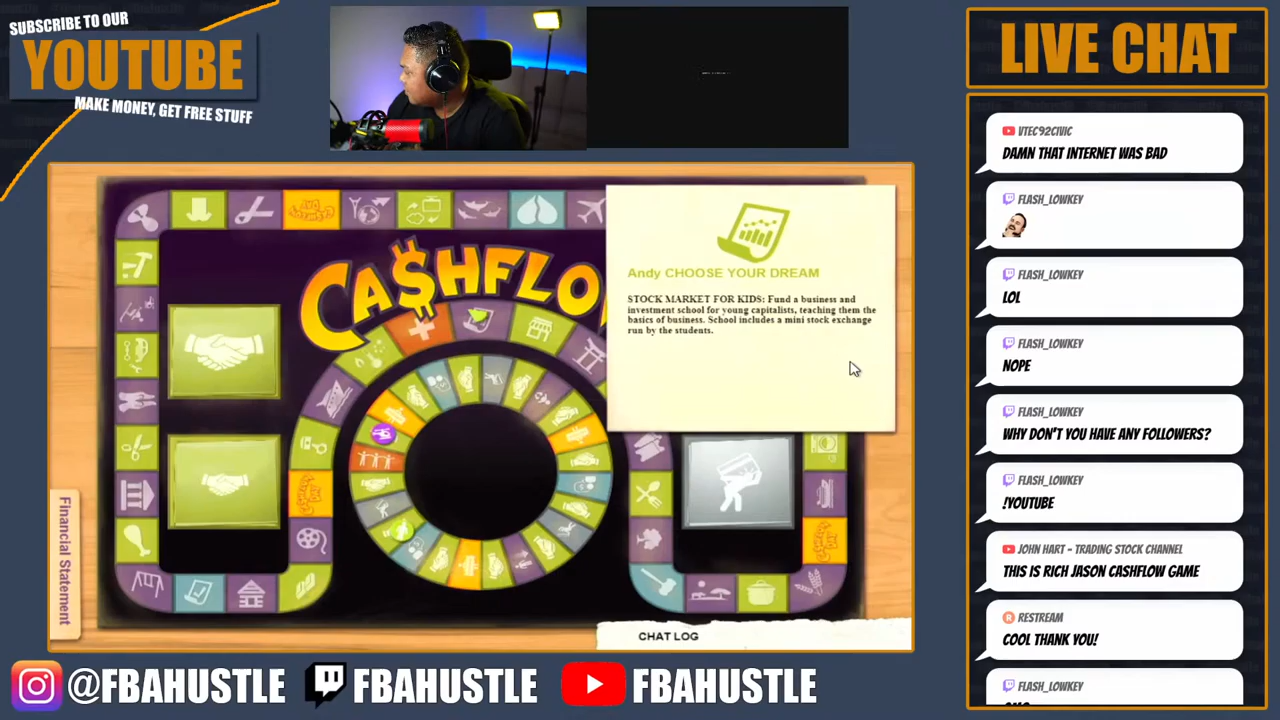 SUBSCRIBE TO OUR
YOUTUBE
MAKE MONEY, GET FREE STUFF
CA$HFLO
Andy CHOOSE YOUR DREAM
STOCK MARKET FOR KIDS: Fund a business and
investment school for young capitalists, teaching them the
basics of business. School includes a mini stock exchange
run by the students.
Financial Statement
CHAT LOG
@FBAHUSTLE
FBAHUSTLE
FBAHUSTLE
LIVE CHAT
VTEC92CIVIC
DAMN THAT INTERNET WAS BAD
FLASH_LOWKEY
FLASH_LOWKEY
LOL
FLASH_LOWKEY
NOPE
FLASH_LOWKEY
WHY DON'T YOU HAVE ANY FOLLOWERS?
FLASH_LOWKEY
!YOUTUBE
JOHN HART - TRADING STOCK CHANNEL
THIS IS RICH JASON CASHFLOW GAME
RESTREAM
COOL THANK YOU!
FLASH_LOWKEY